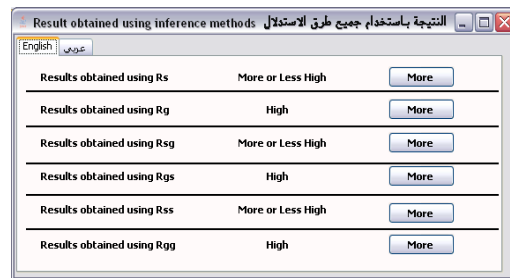 Result obtained using inference methods النتيجة باستخدام جميع طرق الاستدلال
English عربى
Results obtained using Rs More or Less High More
Results obtained using Rg High More
Results obtained using Rsg More or Less High More
Results obtained using Rgs High More
Results obtained using Rss More or Less High More
Results obtained using Rgg High More